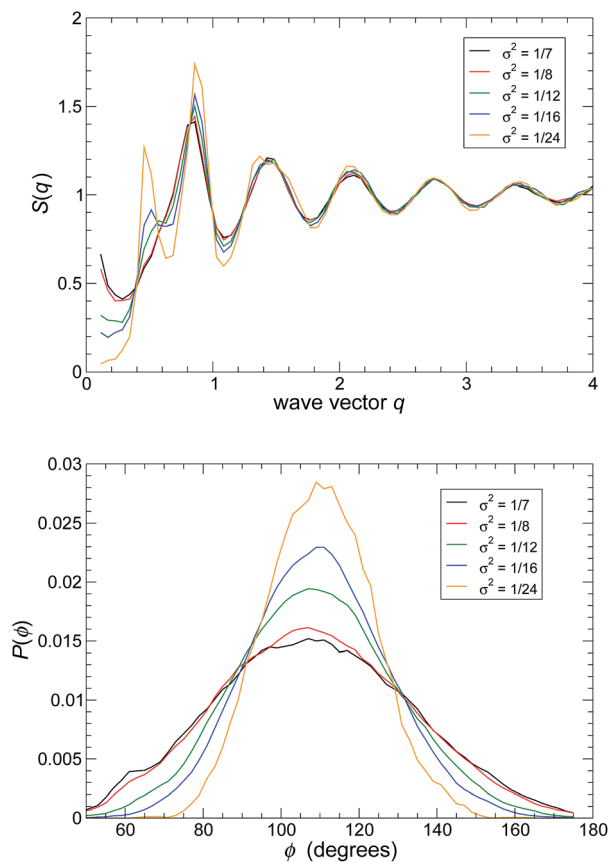 2
1.5
1
0.5
0
S(q)
σ² = 1/7
σ² = 1/8
σ² = 1/12
σ² = 1/16
σ² = 1/24
0 1 2 3 4
wave vector q
0.03
0.025
0.02
0.015
0.01
0.005
0
P(ϕ)
σ² = 1/7
σ² = 1/8
σ² = 1/12
σ² = 1/16
σ² = 1/24
60 80 100 120 140 160 180
ϕ (degrees)